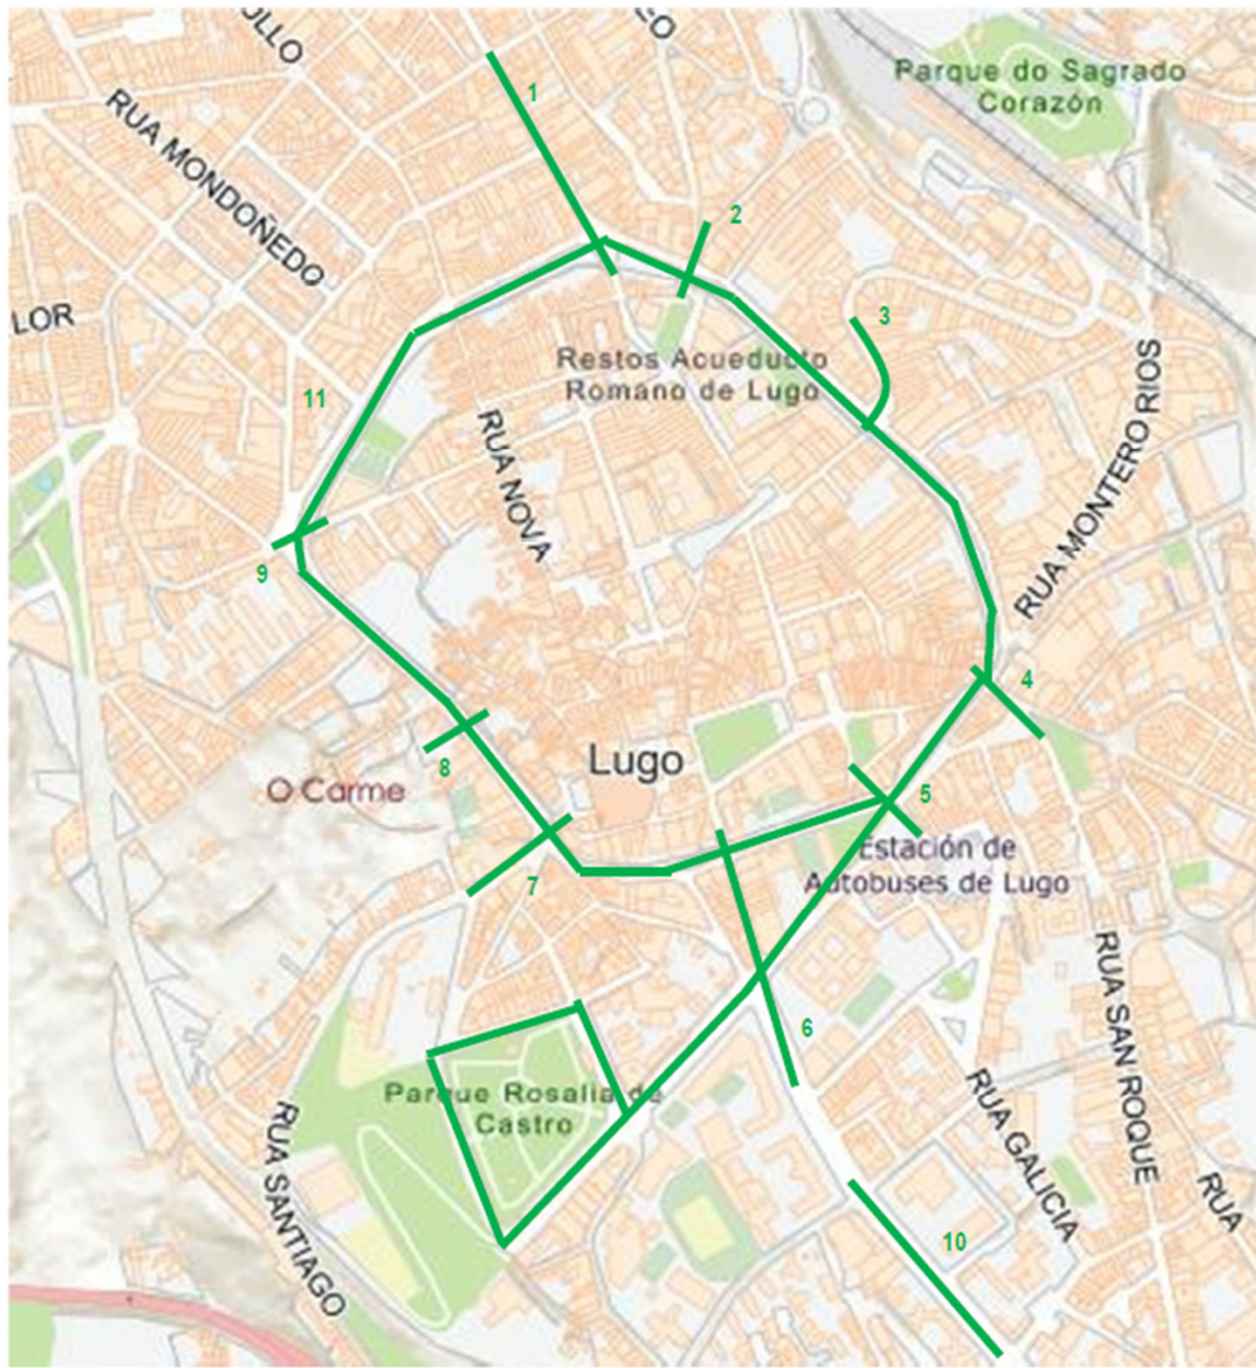 Parque do Sagrado
Corazón
1
RUA MONDOÑEDO
2
LOR
3
Restos Acueducto
Romano de Lugo
11
RUA NOVA
RUA MONTERO RIOS
9
4
Lugo
8
O Carme
5
Estación de
Autobuses de Lugo
7
6
RUA SAN ROQUE
Parque Rosalia de
Castro
RUA GALICIA
RUA SANTIAGO
RUA
10